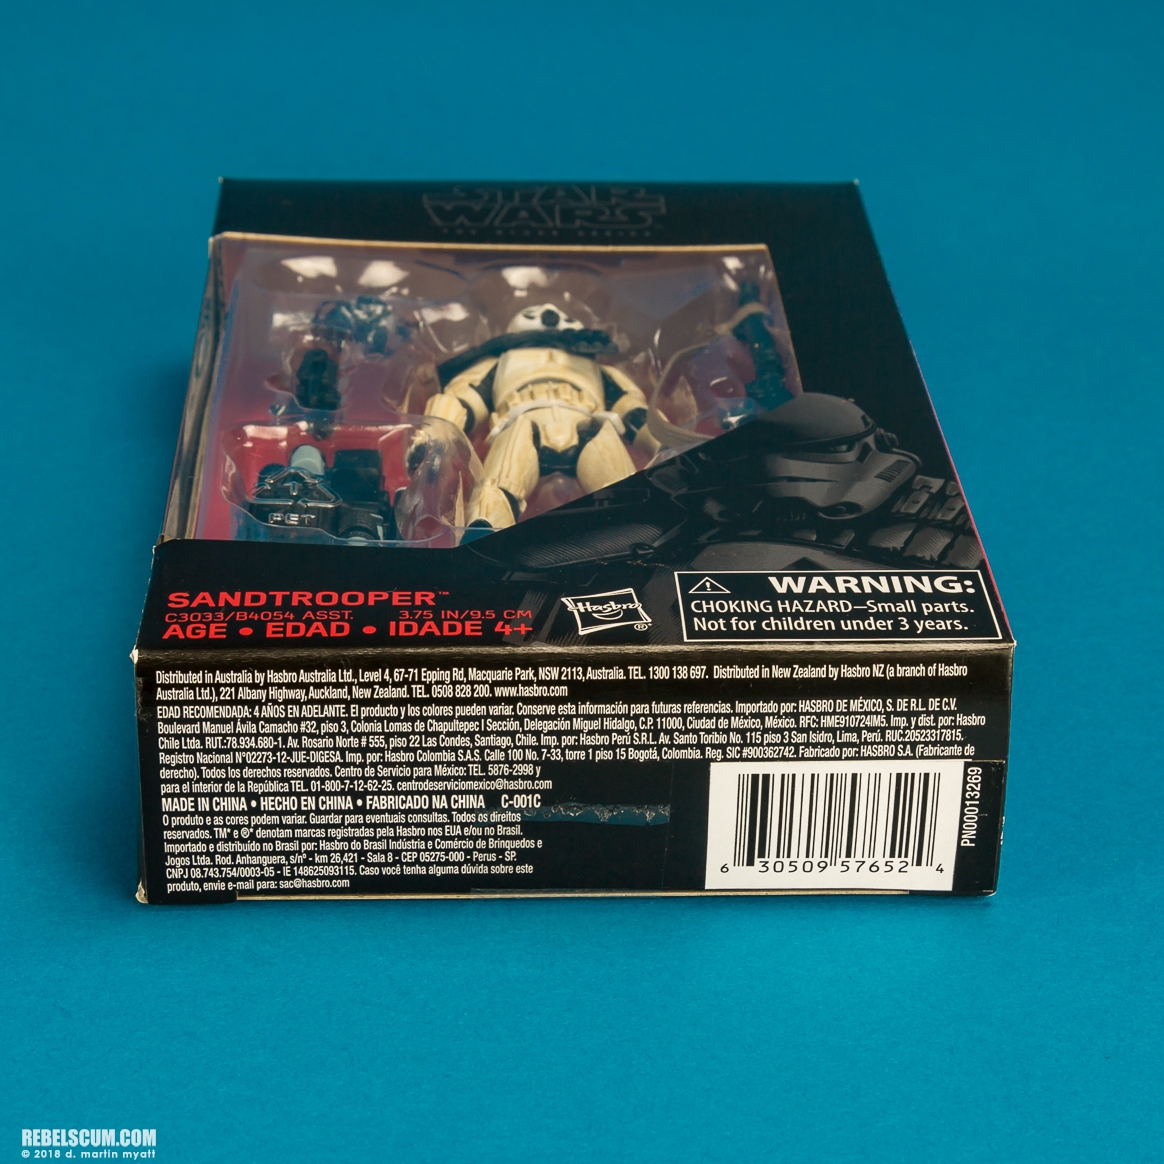 STAR
WARS
PET
SANDTROOPER™
C3033/B4054 ASST. 3.75 IN/9.5 CM
AGE • EDAD • IDADE 4+
Hasbro
®
WARNING:
CHOKING HAZARD—Small parts.
Not for children under 3 years.
Distributed in Australia by Hasbro Australia Ltd., Level 4, 67-71 Epping Rd, Macquarie Park, NSW 2113, Australia. TEL. 1300 138 697. Distributed in New Zealand by Hasbro NZ (a branch of Hasbro
Australia Ltd.), 221 Albany Highway, Auckland, New Zealand. TEL. 0508 828 200. www.hasbro.com
EDAD RECOMENDADA: 4 AÑOS EN ADELANTE. El producto y los colores pueden variar. Conserve esta información para futuras referencias. Importado por: HASBRO DE MÉXICO, S. DE R.L. DE C.V.
Boulevard Manuel Ávila Camacho #32, piso 3, Colonia Lomas de Chapultepec I Sección, Delegación Miguel Hidalgo, C.P. 11000, Ciudad de México, México. RFC: HME910724IM5. Imp. y dist. por: Hasbro
Chile Ltda. RUT.:78.934.680-1. Av. Rosario Norte # 555, piso 22 Las Condes, Santiago, Chile. Imp. por: Hasbro Perú S.R.L. Av. Santo Toribio No. 115 piso 3 San Isidro, Lima, Perú. RUC.20523317815.
Registro Nacional N°02273-12-JUE-DIGESA. Imp. por: Hasbro Colombia S.A.S. Calle 100 No. 7-33, torre 1 piso 15 Bogotá, Colombia. Reg. SIC #900362742. Fabricado por: HASBRO S.A. (Fabricante de
derecho). Todos los derechos reservados. Centro de Servicio para México: TEL. 5876-2998 y
para el interior de la República TEL. 01-800-7-12-62-25. centrodeserviciomexico@hasbro.com
MADE IN CHINA • HECHO EN CHINA • FABRICADO NA CHINA C-001C
O produto e as cores podem variar. Guardar para eventuais consultas. Todos os direitos
reservados. TM* e ®* denotam marcas registradas pela Hasbro nos EUA e/ou no Brasil.
Importado e distribuído no Brasil por: Hasbro do Brasil Indústria e Comércio de Brinquedos e
Jogos Ltda. Rod. Anhanguera, s/nº - km 26,421 - Sala 8 - CEP 05275-000 - Perus - SP.
CNPJ 08.743.754/0003-05 - IE 148625093115. Caso você tenha alguma dúvida sobre este
produto, envie e-mail para: sac@hasbro.com
6 30509 57652 4
PN00013269
REBELSCUM.COM
© 2018 d. martin myatt